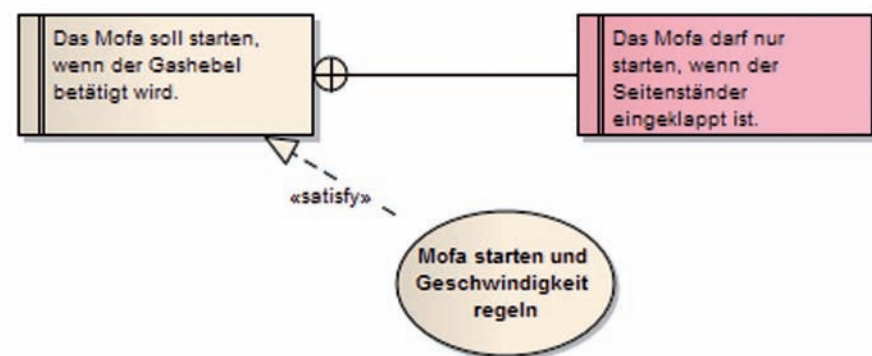 Das Mofa soll starten,
wenn der Gashebel
betätigt wird.
Das Mofa darf nur
starten, wenn der
Seitenständer
eingeklappt ist.
«satisfy»
Mofa starten und
Geschwindigkeit
regeln